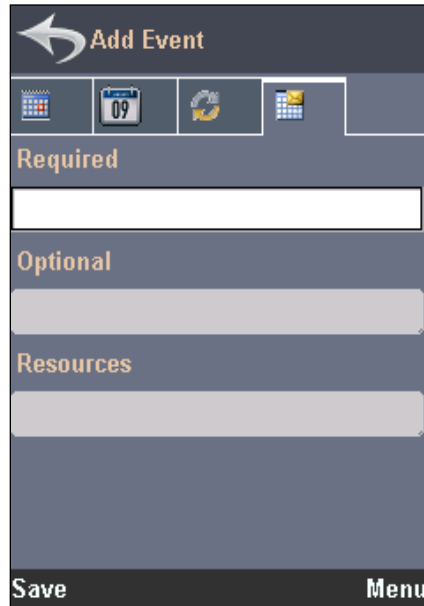 Add Event
09
Required
Optional
Resources
Save
Menu